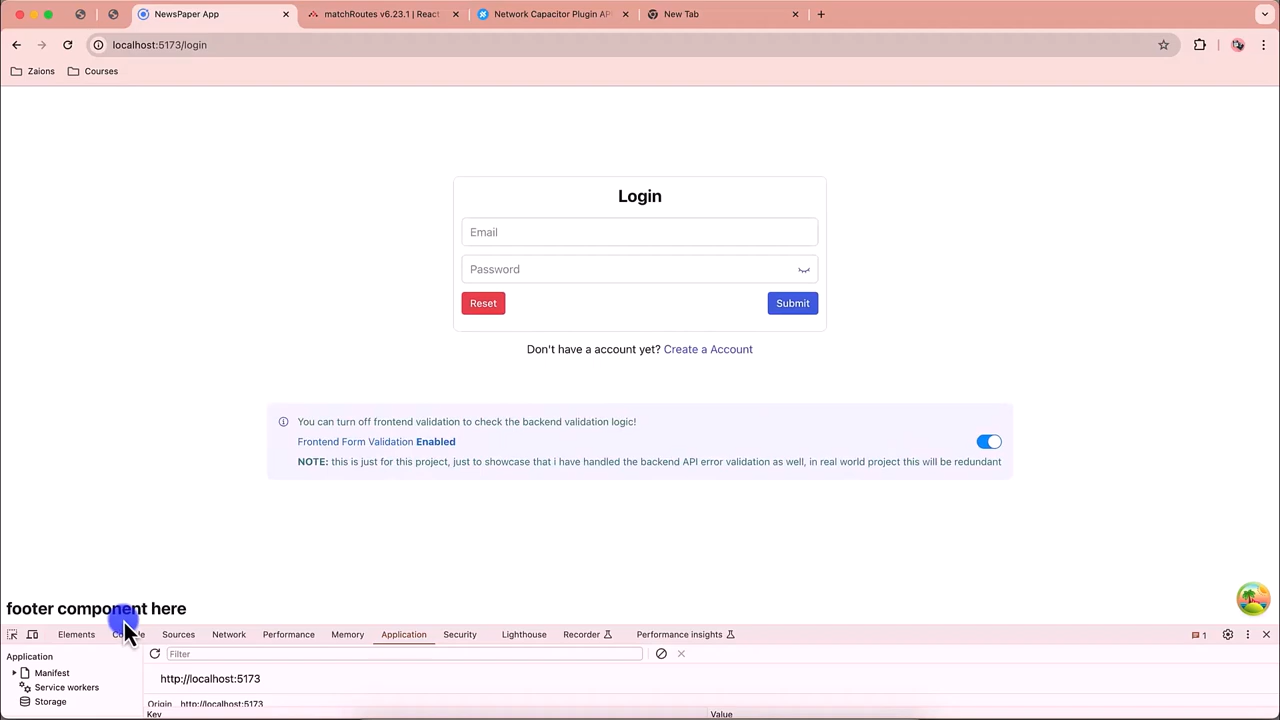 NewsPaper App
matchRoutes v6.23.1 | React
Network Capacitor Plugin API
New Tab
localhost:5173/login
Zaions
Courses
Login
Email
Password
Reset
Submit
Don't have a account yet? Create a Account
You can turn off frontend validation to check the backend validation logic!
Frontend Form Validation Enabled
NOTE: this is just for this project, just to showcase that i have handled the backend API error validation as well, in real world project this will be redundant
footer component here
Elements
Sources
Network
Performance
Memory
Application
Security
Lighthouse
Recorder
Performance insights
1
Application
Filter
Manifest
http://localhost:5173
Service workers
Storage
Origin http://localhost:5173
Key
Value